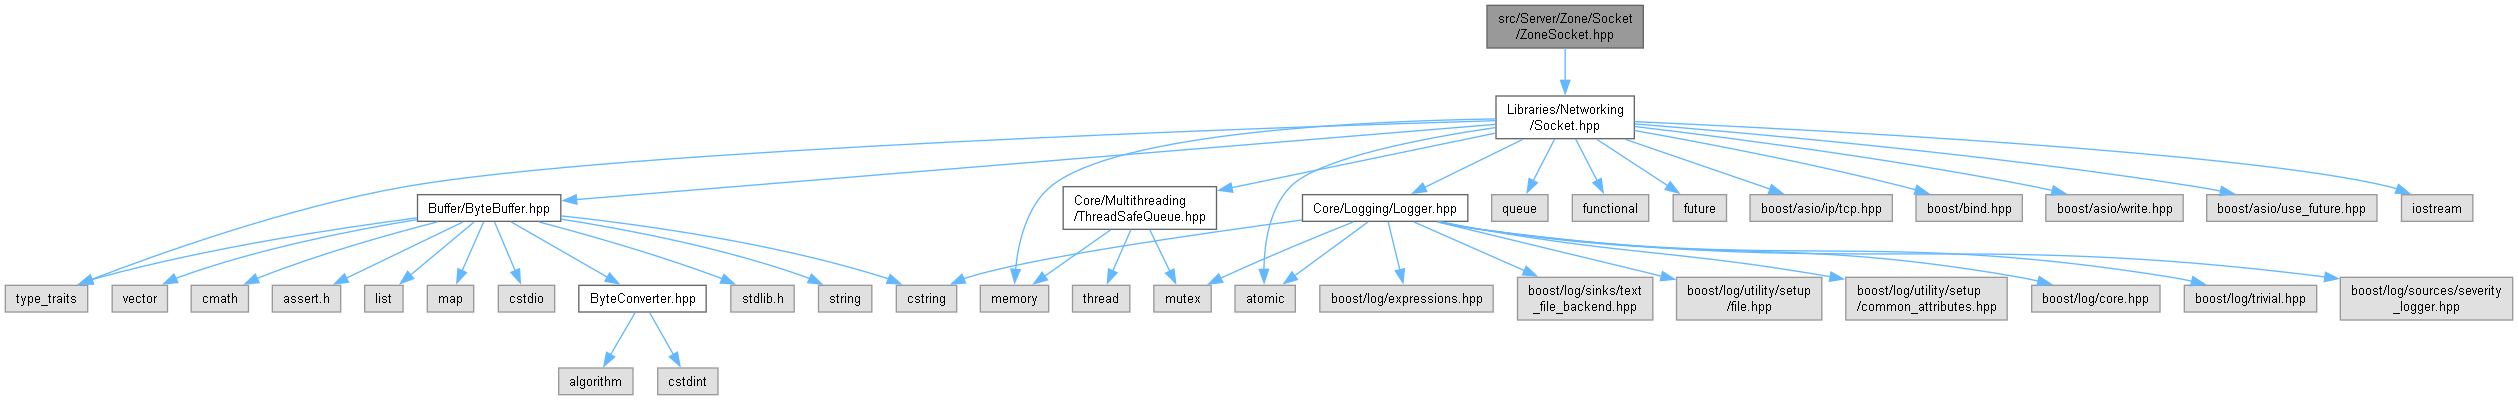 src/Server/Zone/Socket
/ZoneSocket.hpp
Libraries/Networking
/Socket.hpp
Buffer/ByteBuffer.hpp
Core/Multithreading
/ThreadSafeQueue.hpp
Core/Logging/Logger.hpp
queue
functional
future
boost/asio/ip/tcp.hpp
boost/bind.hpp
boost/asio/write.hpp
boost/asio/use_future.hpp
iostream
type_traits
vector
cmath
assert.h
list
map
cstdio
ByteConverter.hpp
stdlib.h
string
cstring
memory
thread
mutex
atomic
boost/log/expressions.hpp
boost/log/sinks/text
_file_backend.hpp
boost/log/utility/setup
/file.hpp
boost/log/utility/setup
/common_attributes.hpp
boost/log/core.hpp
boost/log/trivial.hpp
boost/log/sources/severity
_logger.hpp
algorithm
cstdint